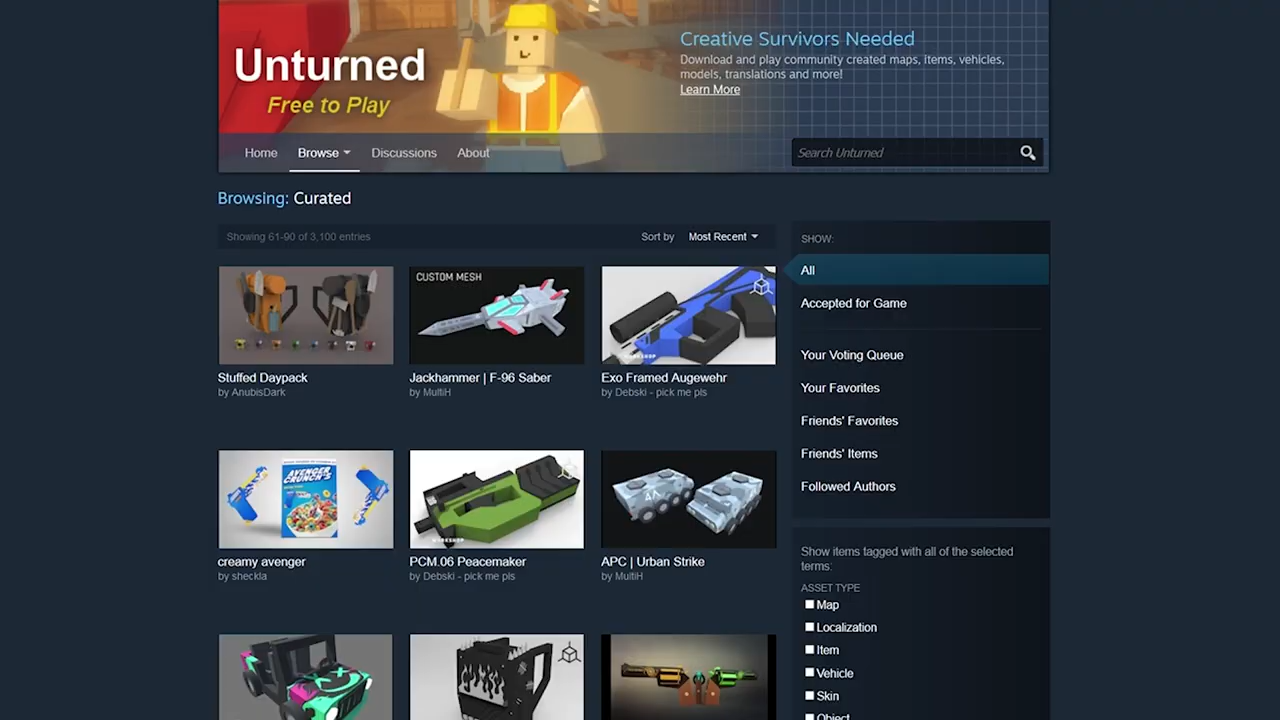 Unturned
Free to Play
Creative Survivors Needed
Download and play community created maps, items, vehicles,
models, translations and more!
Learn More
Home
Browse
Discussions
About
Search Unturned
Browsing: Curated
Showing 61-90 of 3,100 entries
Sort by
Most Recent
CUSTOM MESH
WORKSHOP
Stuffed Daypack
by AnubisDark
Jackhammer | F-96 Saber
by MultiH
Exo Framed Augewehr
by Debski - pick me pls
AVENGER
CRUNCH'S
WORKSHOP
creamy avenger
by sheckla
PCM.06 Peacemaker
by Debski - pick me pls
APC | Urban Strike
by MultiH
SHOW:
All
Accepted for Game
Your Voting Queue
Your Favorites
Friends' Favorites
Friends' Items
Followed Authors
Show items tagged with all of the selected
terms:
ASSET TYPE
Map
Localization
Item
Vehicle
Skin
Object